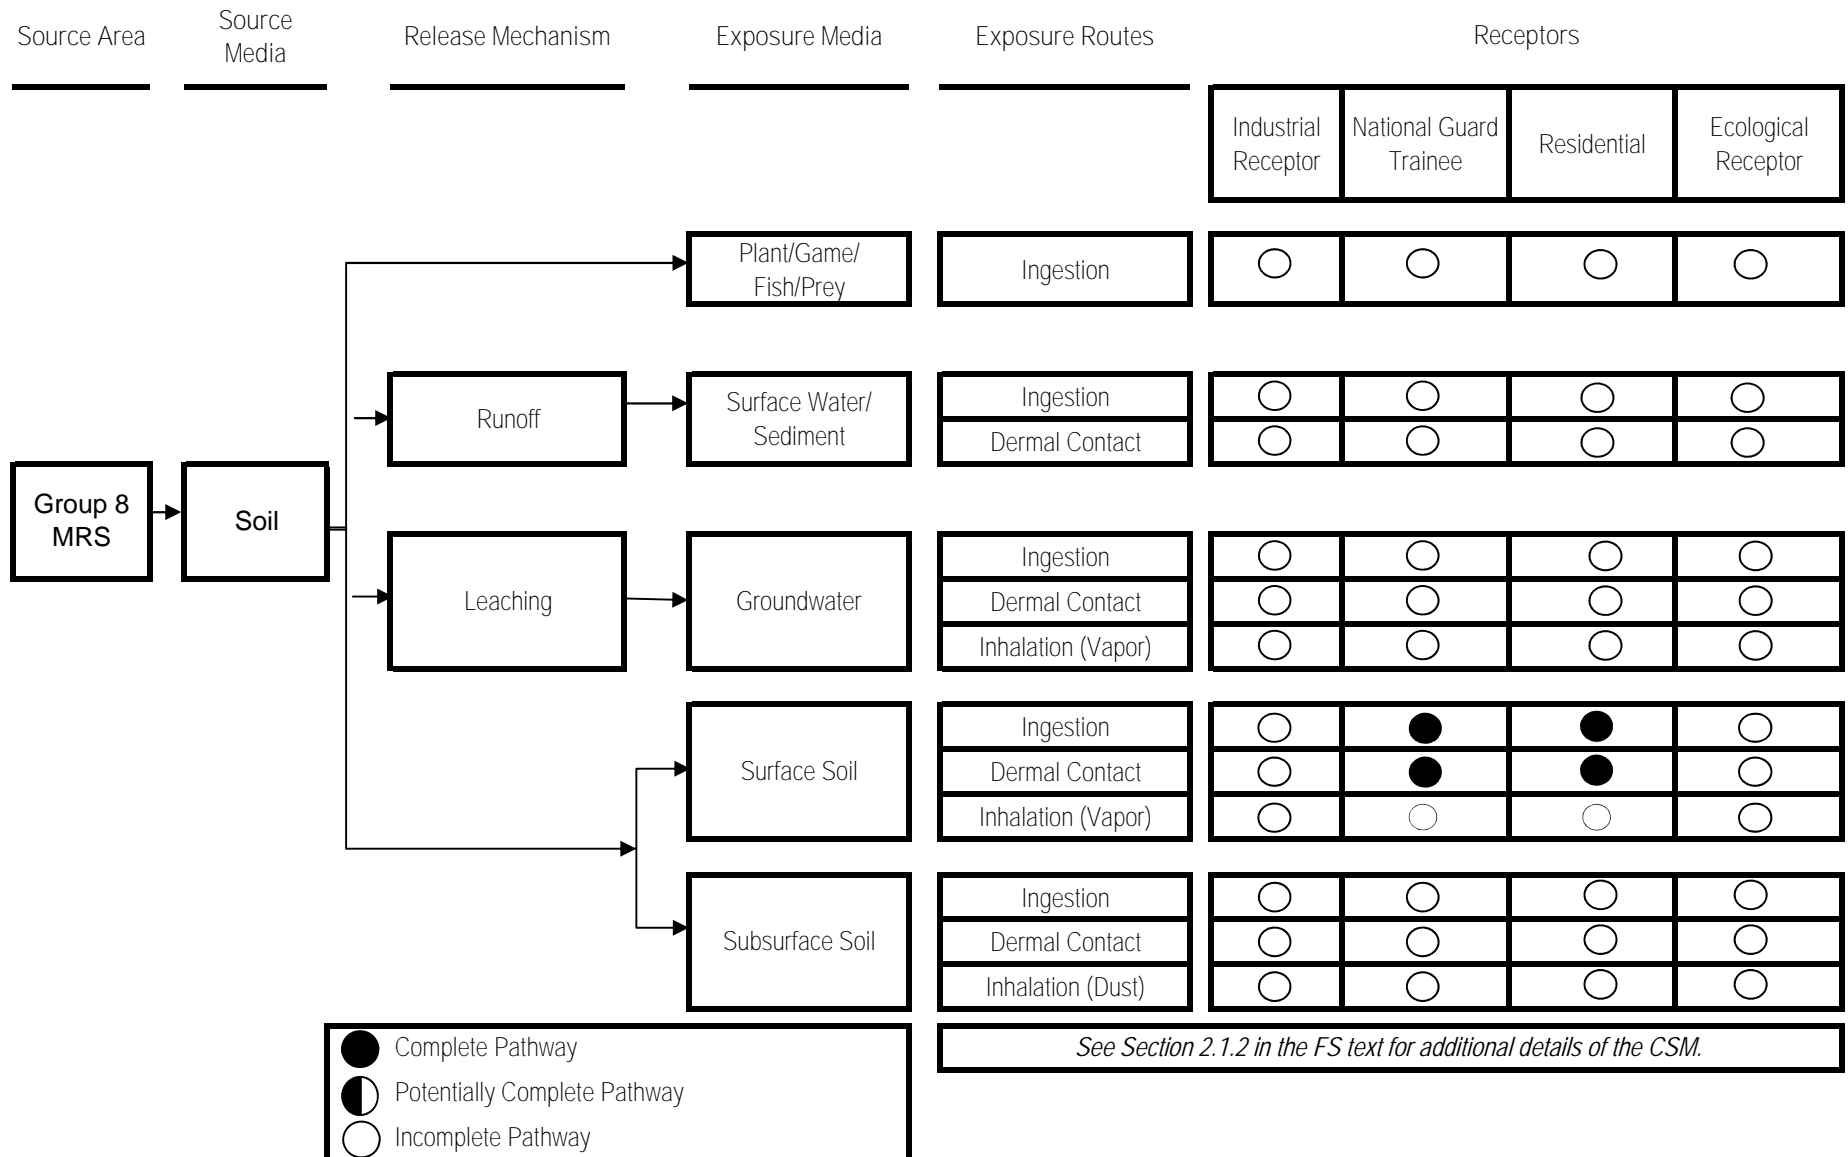 Source Area
Source
Media
Release Mechanism
Exposure Media
Exposure Routes
Receptors
Industrial
Receptor
National Guard
Trainee
Residential
Ecological
Receptor
Plant/Game/
Fish/Prey
Ingestion
Runoff
Surface Water/
Sediment
Ingestion
Dermal Contact
Group 8
MRS
Soil
Leaching
Groundwater
Ingestion
Dermal Contact
Inhalation (Vapor)
Surface Soil
Ingestion
Dermal Contact
Inhalation (Vapor)
Subsurface Soil
Ingestion
Dermal Contact
Inhalation (Dust)
Complete Pathway
Potentially Complete Pathway
Incomplete Pathway
See Section 2.1.2 in the FS text for additional details of the CSM.